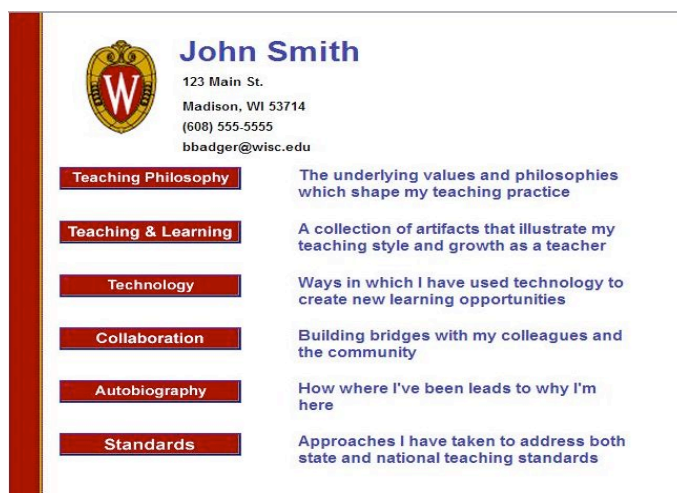 W
John Smith
123 Main St.
Madison, WI 53714
(608) 555-5555
bbadger@wisc.edu
Teaching Philosophy
The underlying values and philosophies
which shape my teaching practice
Teaching & Learning
A collection of artifacts that illustrate my
teaching style and growth as a teacher
Technology
Ways in which I have used technology to
create new learning opportunities
Collaboration
Building bridges with my colleagues and
the community
Autobiography
How where I've been leads to why I'm
here
Standards
Approaches I have taken to address both
state and national teaching standards